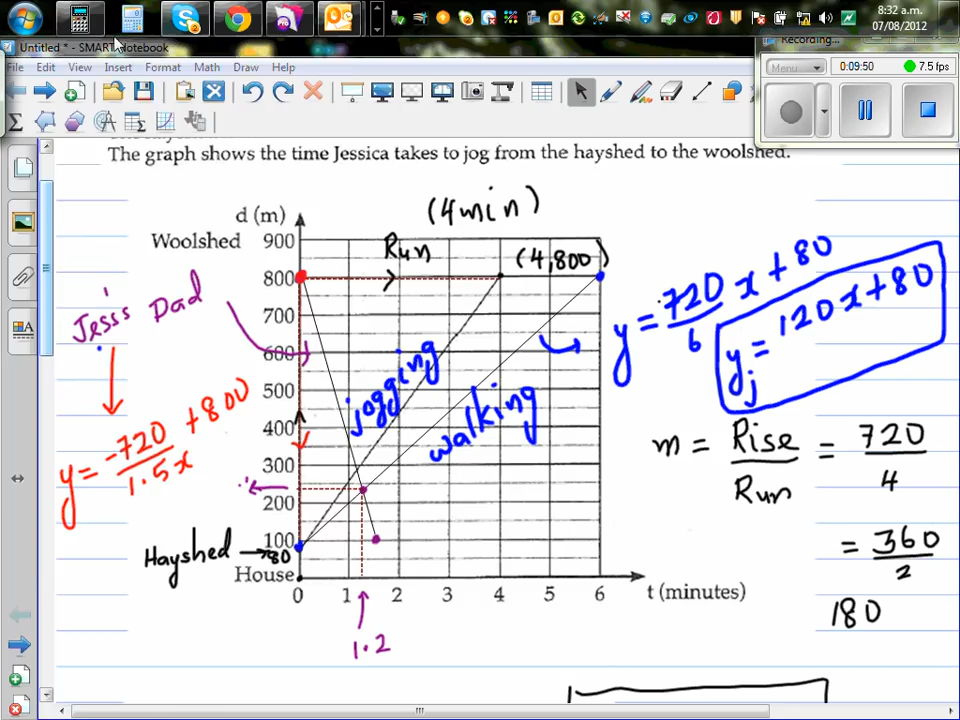 8:32 a.m.
07/08/2012
Untitled * - SMART Notebook
Recording...
File Edit View Insert Format Math Draw Help
Menu
0:09:50
7.5 fps
The graph shows the time Jessica takes to jog from the hayshed to the woolshed.
(4min)
d (m)
Woolshed
900
Run
(4,800)
800
700
600
500
400
300
200
100
80
Hayshed
House
0 1 2 3 4 5 6 t (minutes)
1.2
jogging
walking
Jess's Dad
y = -720/1.5 x + 800
y = 720/6 x + 80
yj = 120x + 80
m = Rise/Run = 720/4
= 360/2
180